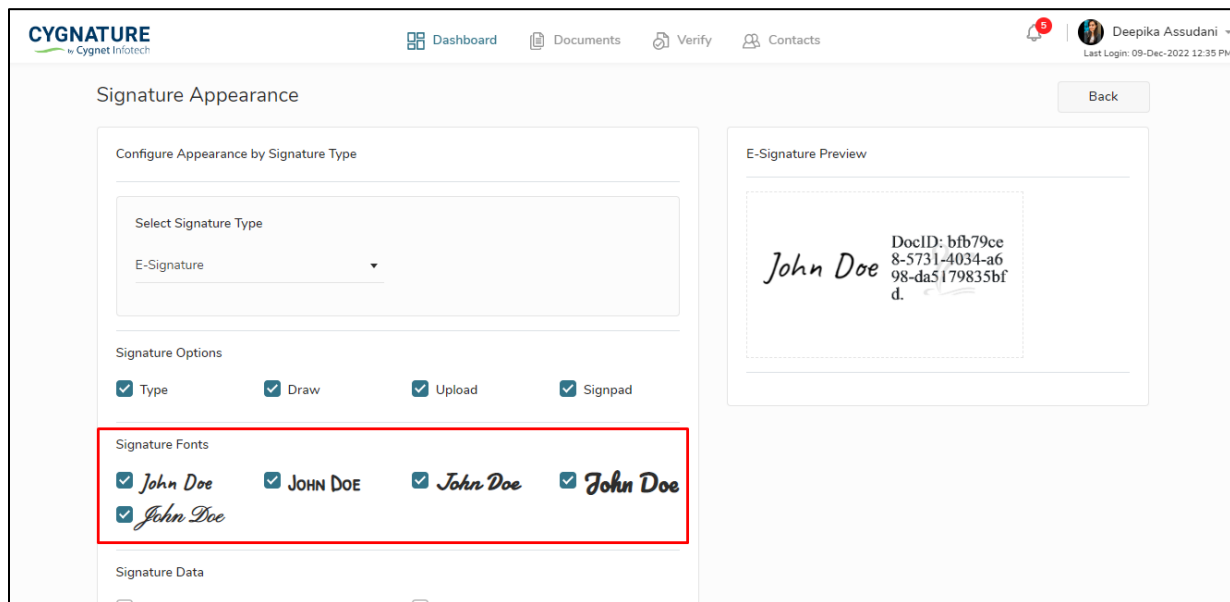 CYGNATURE
by Cygnet Infotech
Dashboard
Documents
Verify
Contacts
5
Deepika Assudani
Last Login: 09-Dec-2022 12:35 PM
Signature Appearance
Back
Configure Appearance by Signature Type
Select Signature Type
E-Signature
Signature Options
Type
Draw
Upload
Signpad
Signature Fonts
John Doe
John Doe
John Doe
John Doe
John Doe
Signature Data
E-Signature Preview
John Doe
DocID: bfb79ce
8-5731-4034-a6
98-da5179835bf
d.